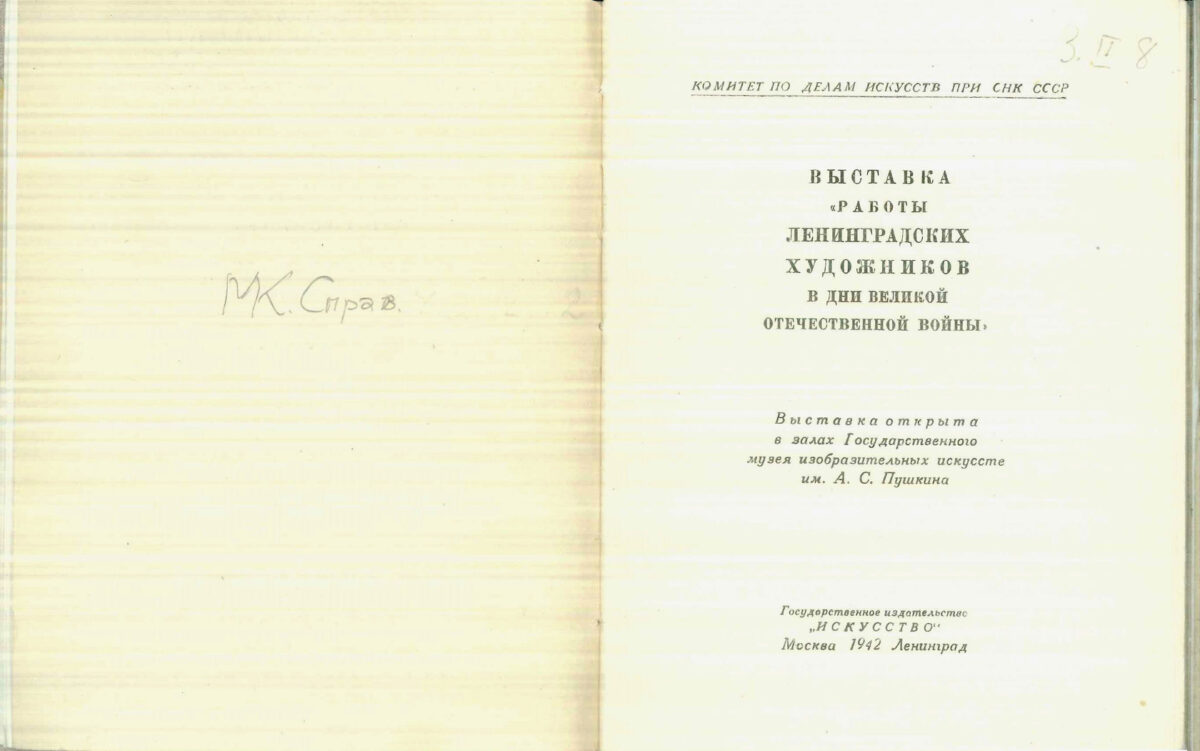 МК. Справ.
3. II 8
КОМИТЕТ ПО ДЕЛАМ ИСКУССТВ ПРИ СНК СССР
ВЫСТАВКА
«РАБОТЫ
ЛЕНИНГРАДСКИХ
ХУДОЖНИКОВ
В ДНИ ВЕЛИКОЙ
ОТЕЧЕСТВЕННОЙ ВОЙНЫ»
Выставка открыта
в залах Государственного
музея изобразительных искусств
им. А. С. Пушкина
Государственное издательство
„ИСКУССТВО“
Москва 1942 Ленинград